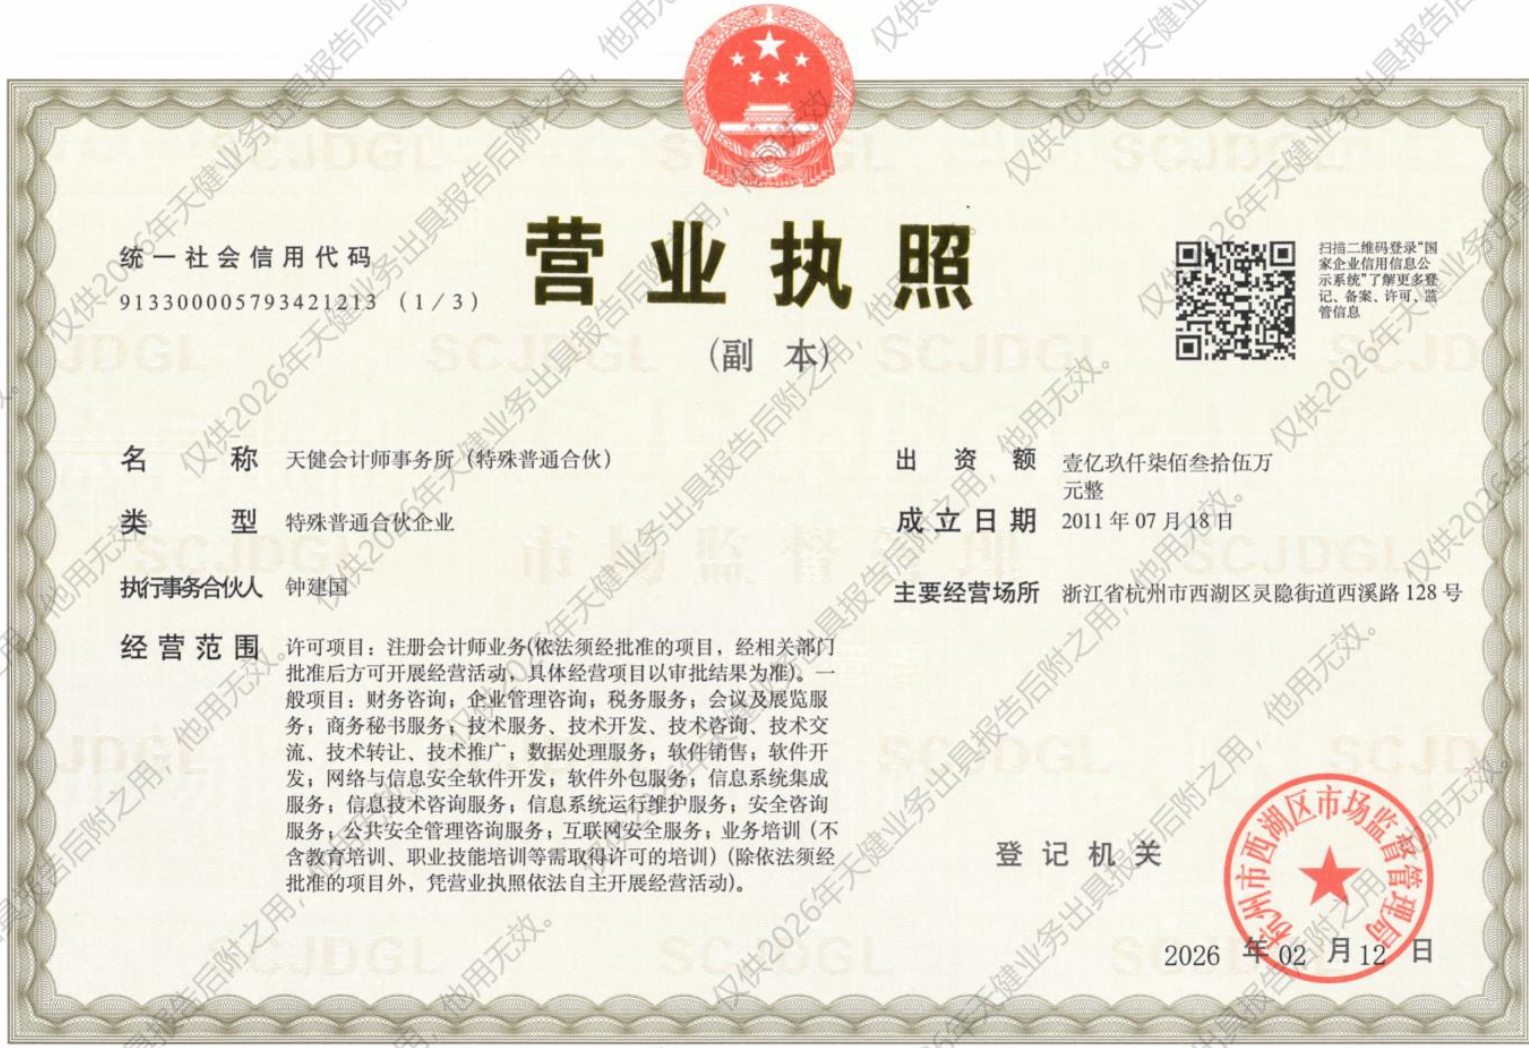 营业执照
(副 本)
统一社会信用代码
913300005793421213 (1/3)
扫描二维码登录“国
家企业信用信息公
示系统”了解更多登
记、备案、许可、监
管信息
名 称 天健会计师事务所（特殊普通合伙）
类 型 特殊普通合伙企业
执行事务合伙人 钟建国
经营范围 许可项目：注册会计师业务(依法须经批准的项目，经相关部门
批准后方可开展经营活动，具体经营项目以审批结果为准)。一
般项目：财务咨询；企业管理咨询；税务服务；会议及展览服
务；商务秘书服务；技术服务、技术开发、技术咨询、技术交
流、技术转让、技术推广；数据处理服务；软件销售；软件开
发；网络与信息安全软件开发；软件外包服务；信息系统集成
服务；信息技术咨询服务；信息系统运行维护服务；安全咨询
服务；公共安全管理咨询服务；互联网安全服务；业务培训（不
含教育培训、职业技能培训等需取得许可的培训）(除依法须经
批准的项目外，凭营业执照依法自主开展经营活动)。
出 资 额 壹亿玖仟柒佰叁拾伍万
元整
成立日期 2011 年 07 月 18 日
主要经营场所 浙江省杭州市西湖区灵隐街道西溪路 128 号
登记机关
杭州市西湖区市场监督管理局
2026 年 02 月 12 日
仅供2026年天健业务出具报告后附之用，他用无效。
SCJDGL
市场监督管理